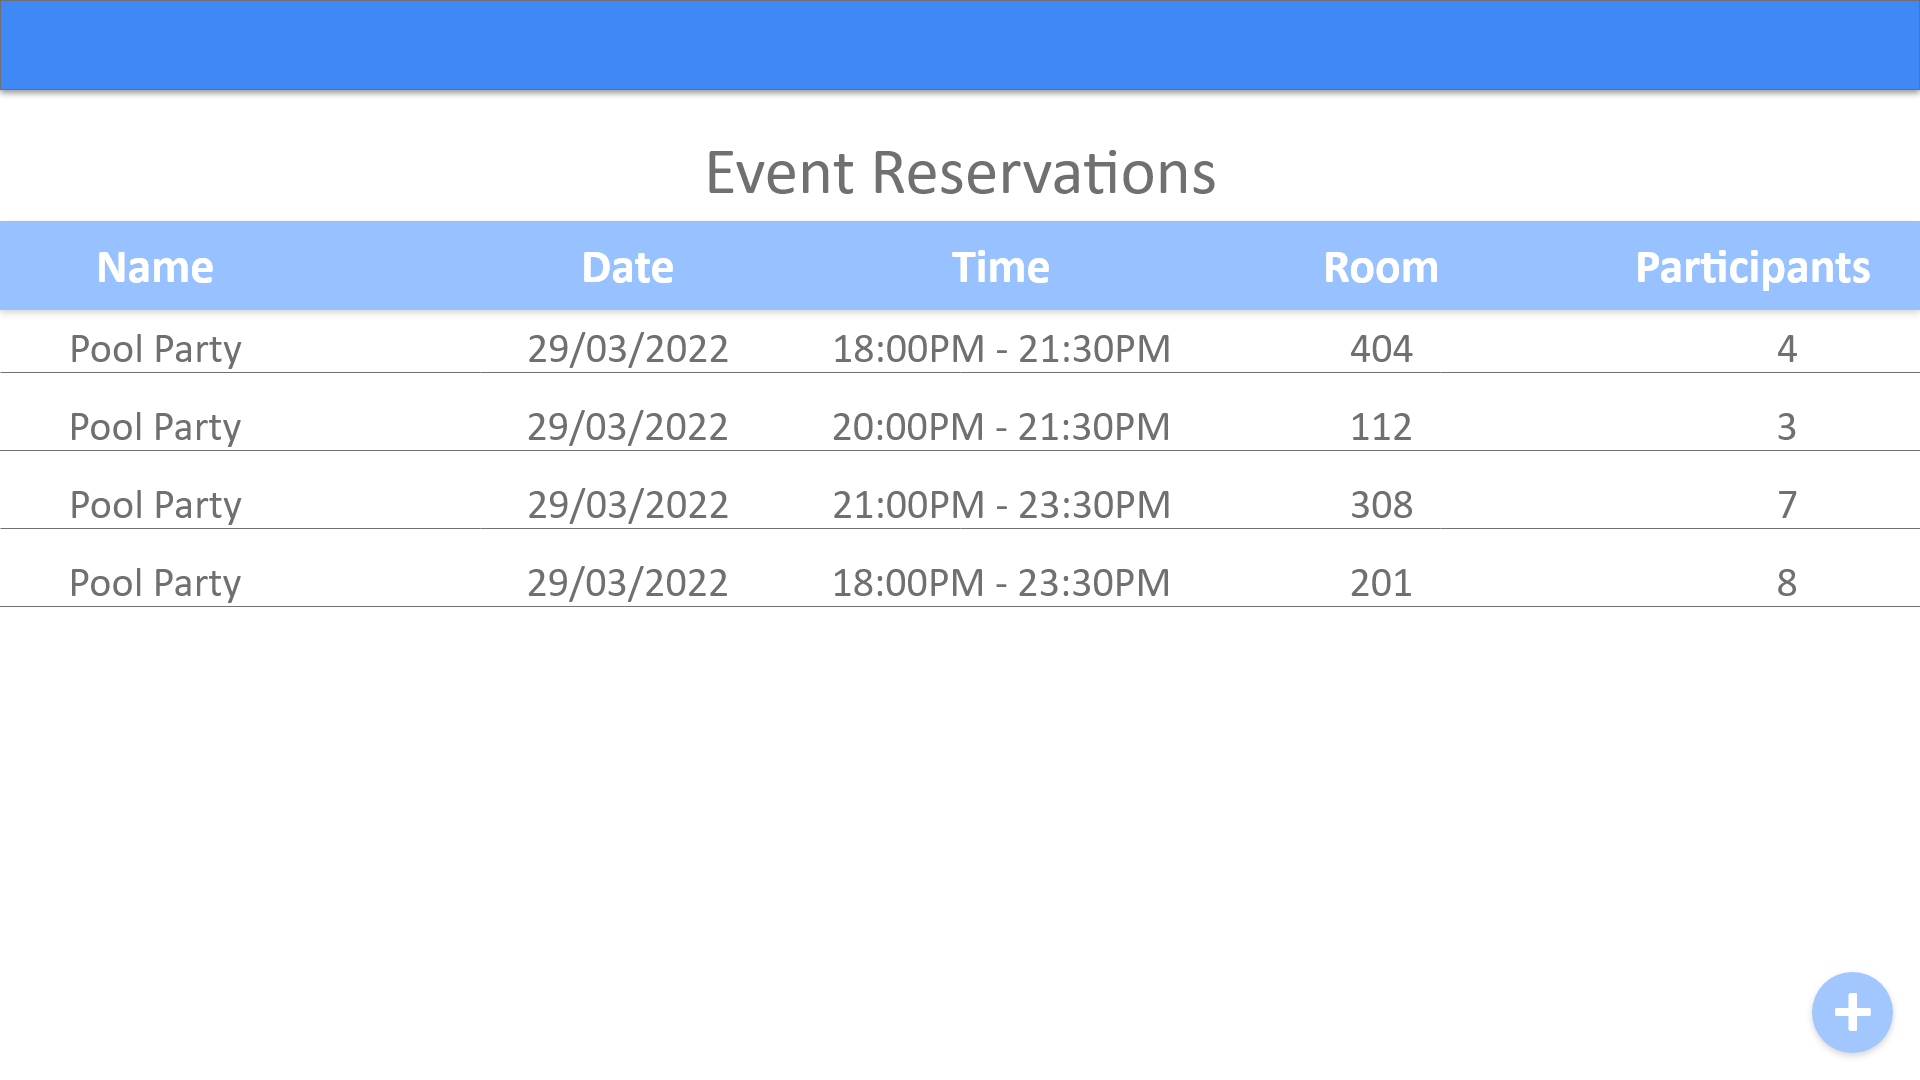 Event Reservations
Name Date Time Room Participants
Pool Party 29/03/2022 18:00PM - 21:30PM 404 4
Pool Party 29/03/2022 20:00PM - 21:30PM 112 3
Pool Party 29/03/2022 21:00PM - 23:30PM 308 7
Pool Party 29/03/2022 18:00PM - 23:30PM 201 8
+